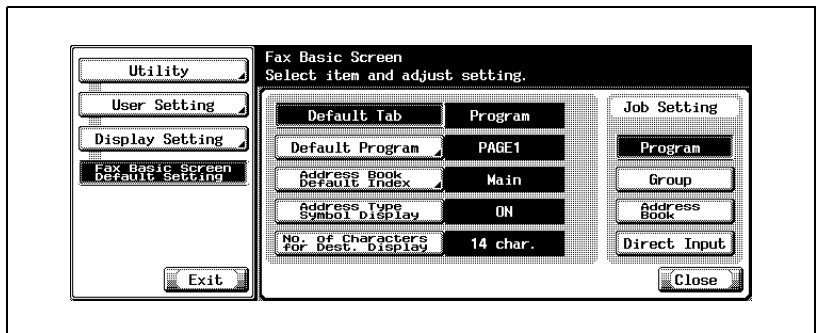 Utility
User Setting
Display Setting
Fax Basic Screen
Default Setting
Exit
Fax Basic Screen
Select item and adjust setting.
Default Tab
Program
Default Program
PAGE1
Address Book
Default Index
Main
Address Type
Symbol Display
ON
No. of Characters
for Dest. Display
14 char.
Job Setting
Program
Group
Address
Book
Direct Input
Close